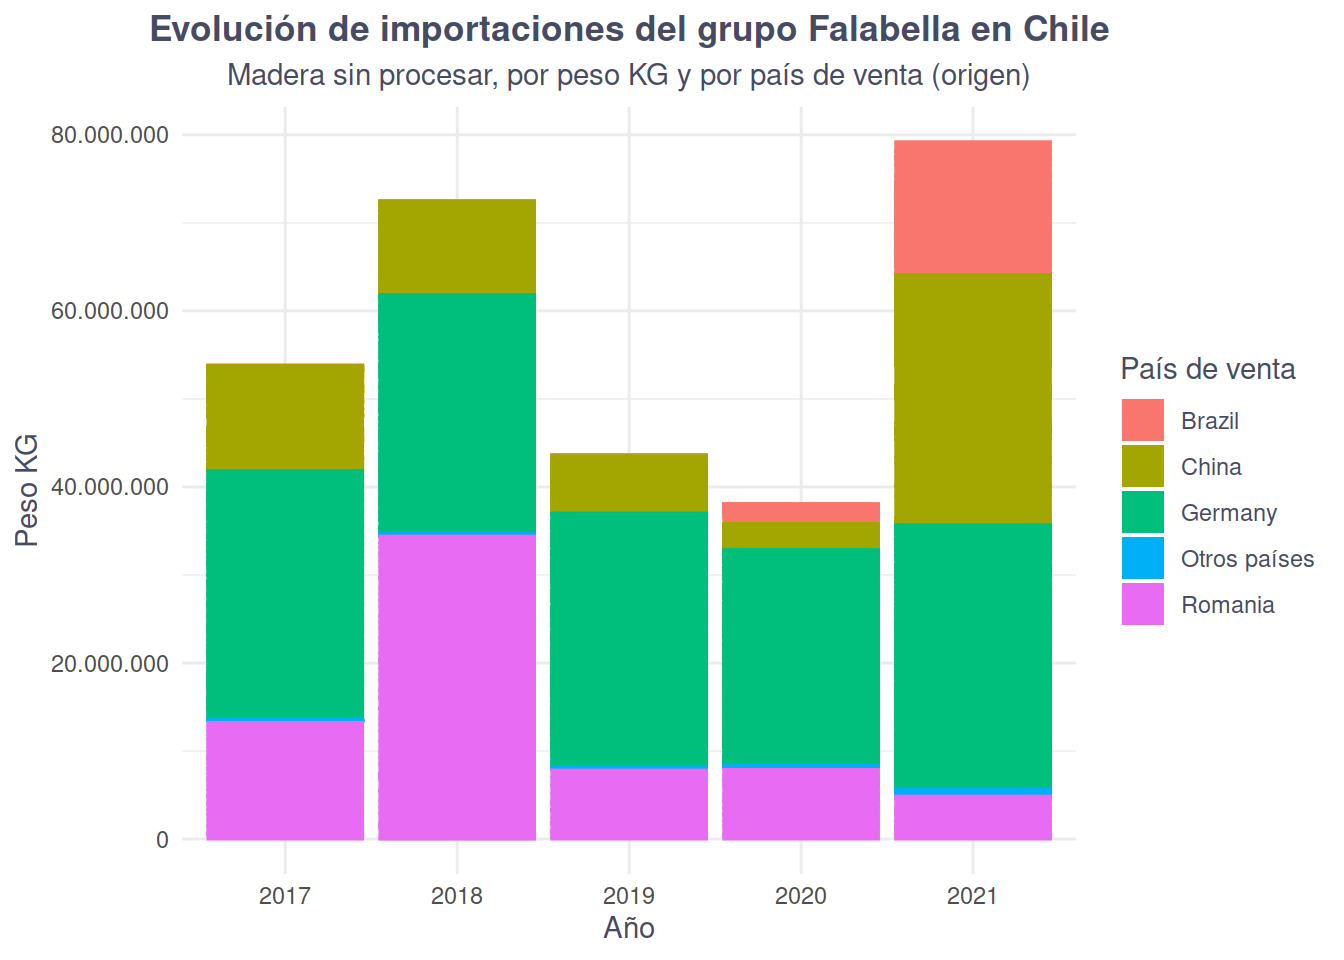 Evolución de importaciones del grupo Falabella en Chile
Madera sin procesar, por peso KG y por país de venta (origen)
80.000.000
60.000.000
40.000.000
20.000.000
0
Peso KG
2017
2018
2019
2020
2021
Año
País de venta
Brazil
China
Germany
Otros países
Romania